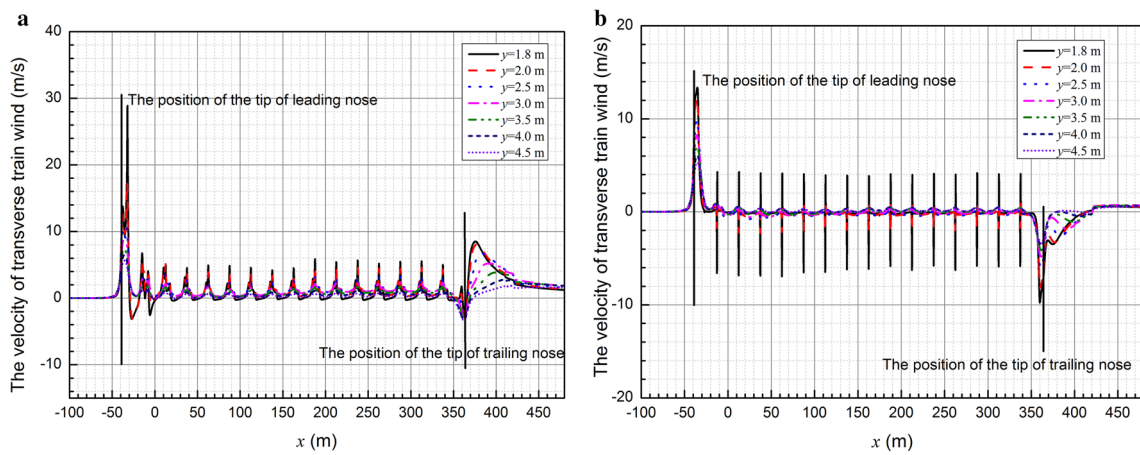 a
The velocity of transverse train wind (m/s)
40
30
20
10
0
-10
-100 -50 0 50 100 150 200 250 300 350 400 450
x (m)
The position of the tip of leading nose
The position of the tip of trailing nose
y=1.8 m
y=2.0 m
y=2.5 m
y=3.0 m
y=3.5 m
y=4.0 m
y=4.5 m
b
The velocity of transverse train wind (m/s)
20
10
0
-10
-20
-100 -50 0 50 100 150 200 250 300 350 400 450
x (m)
The position of the tip of leading nose
The position of the tip of trailing nose
y=1.8 m
y=2.0 m
y=2.5 m
y=3.0 m
y=3.5 m
y=4.0 m
y=4.5 m